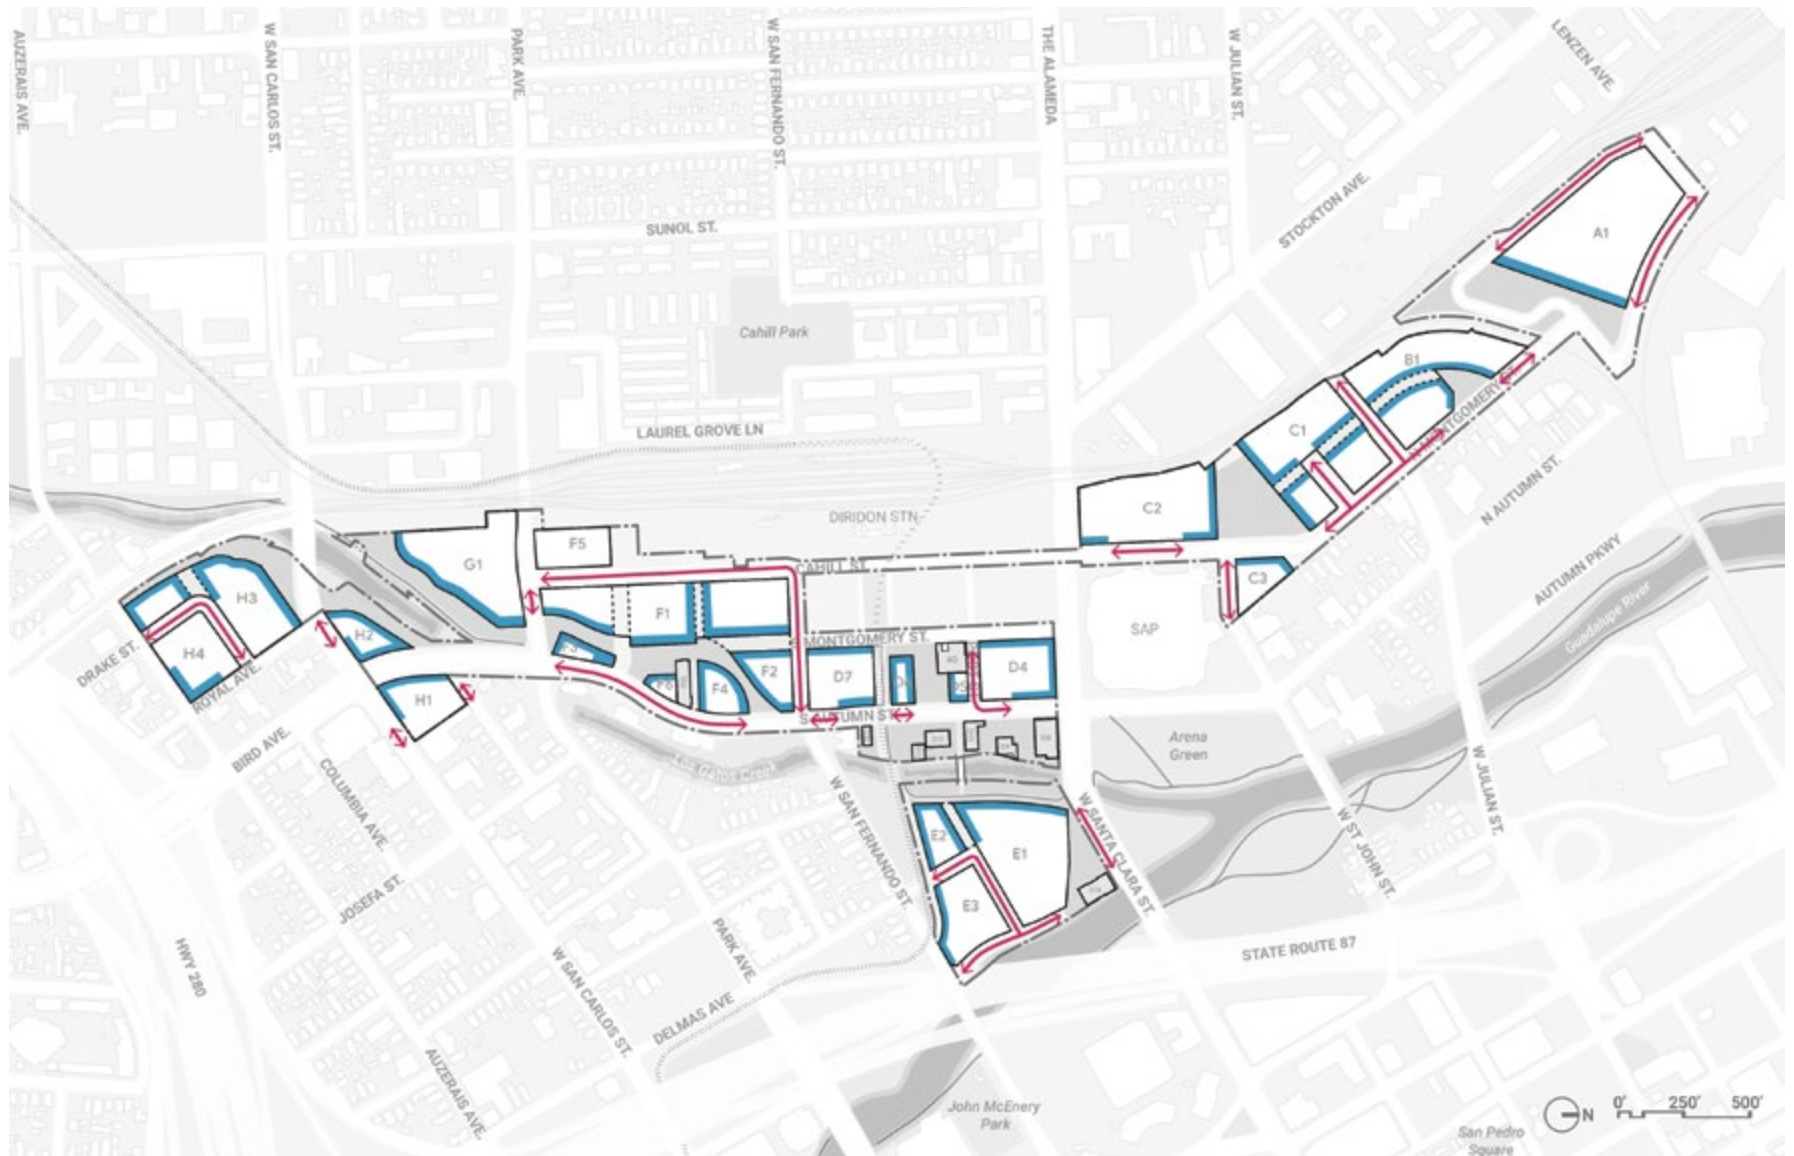 AUZERAIS AVE.
W SAN CARLOS ST.
PARK AVE.
W SAN FERNANDO ST.
THE ALAMEDA
W JULIAN ST.
LENZEN AVE.
STOCKTON AVE.
SUNOL ST.
A1
Cahill Park
B1
LAUREL GROVE LN
C1
N MONTGOMERY ST.
N AUTUMN ST.
C2
DIRIDON STN.
AUTUMN PKWY
F5
G1
CAHILL ST.
C3
H3
F1
Guadalupe River
SAP
H2
MONTGOMERY ST.
H4
F3
DRAKE ST.
ROYAL AVE.
F6
F4
F2
D7
D5
D4
H1
S AUTUMN ST.
BIRD AVE.
Arena
Green
Los Gatos Creek
COLUMBIA AVE.
W SAN FERNANDO ST.
W SANTA CLARA ST.
W ST JOHN ST.
W JULIAN ST.
E2
E1
E3
JOSEFA ST.
HWY 280
W SAN CARLOS ST.
PARK AVE.
DELMAS AVE
STATE ROUTE 87
AUZERAIS AVE.
John McEnery
Park
N
0' 250' 500'
San Pedro
Square